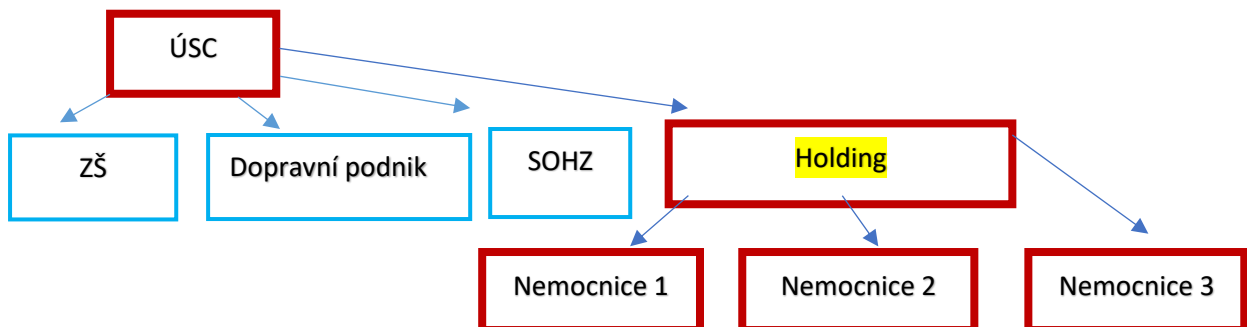 ÚSC
ZŠ
Dopravní podnik
SOHZ
Holding
Nemocnice 1
Nemocnice 2
Nemocnice 3